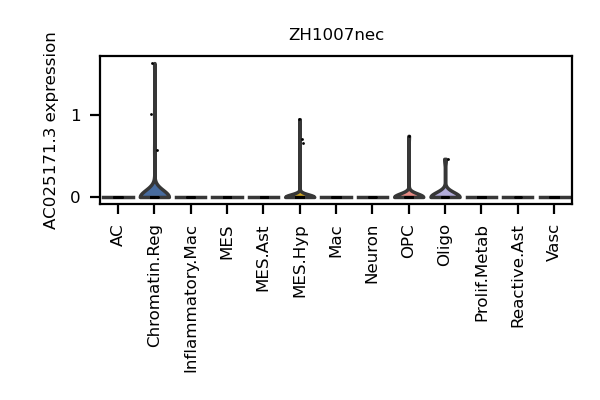 ZH1007nec
AC025171.3 expression
1
0
AC
Chromatin.Reg
Inflammatory.Mac
MES
MES.Ast
MES.Hyp
Mac
Neuron
OPC
Oligo
Prolif.Metab
Reactive.Ast
Vasc